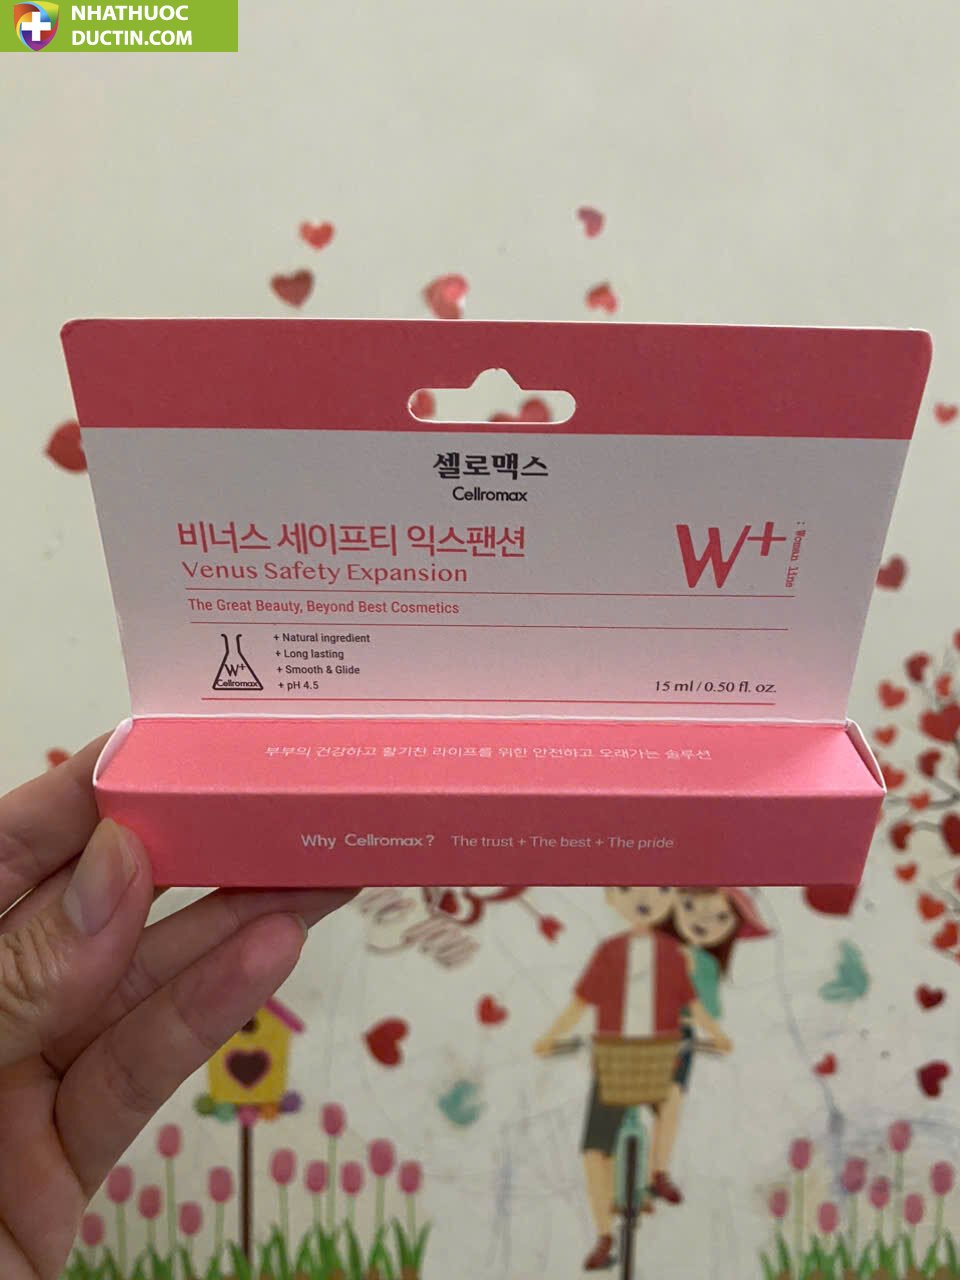 NHATHUOC
DUCTIN.COM
셀로맥스
Cellromax
비너스 세이프티 익스팬션
Venus Safety Expansion
W+ : Woman line
The Great Beauty, Beyond Best Cosmetics
W+
Cellromax
+ Natural ingredient
+ Long lasting
+ Smooth & Glide
+ pH 4.5
15 ml / 0.50 fl. oz.
부부의 건강하고 활기찬 라이프를 위한 안전하고 오래가는 솔루션
Why Cellromax? The trust + The best + The pride